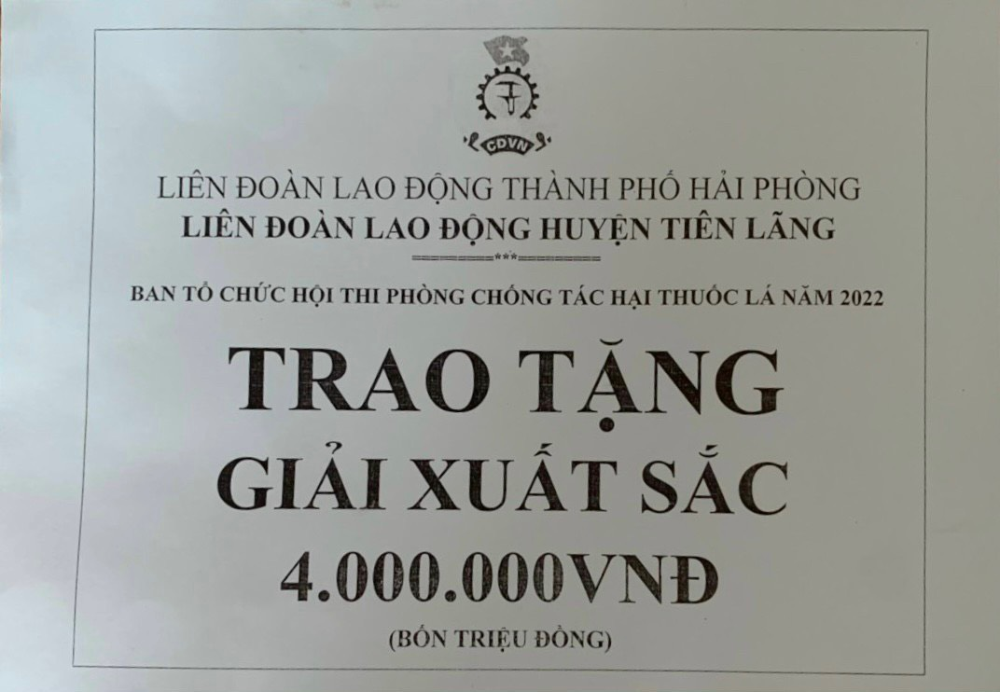 CDVN
LIÊN ĐOÀN LAO ĐỘNG THÀNH PHỐ HẢI PHÒNG
LIÊN ĐOÀN LAO ĐỘNG HUYỆN TIÊN LÃNG
=========***=========
BAN TỔ CHỨC HỘI THI PHÒNG CHỐNG TÁC HẠI THUỐC LÁ NĂM 2022
TRAO TẶNG
GIẢI XUẤT SẮC
4.000.000VNĐ
(BỐN TRIỆU ĐỒNG)